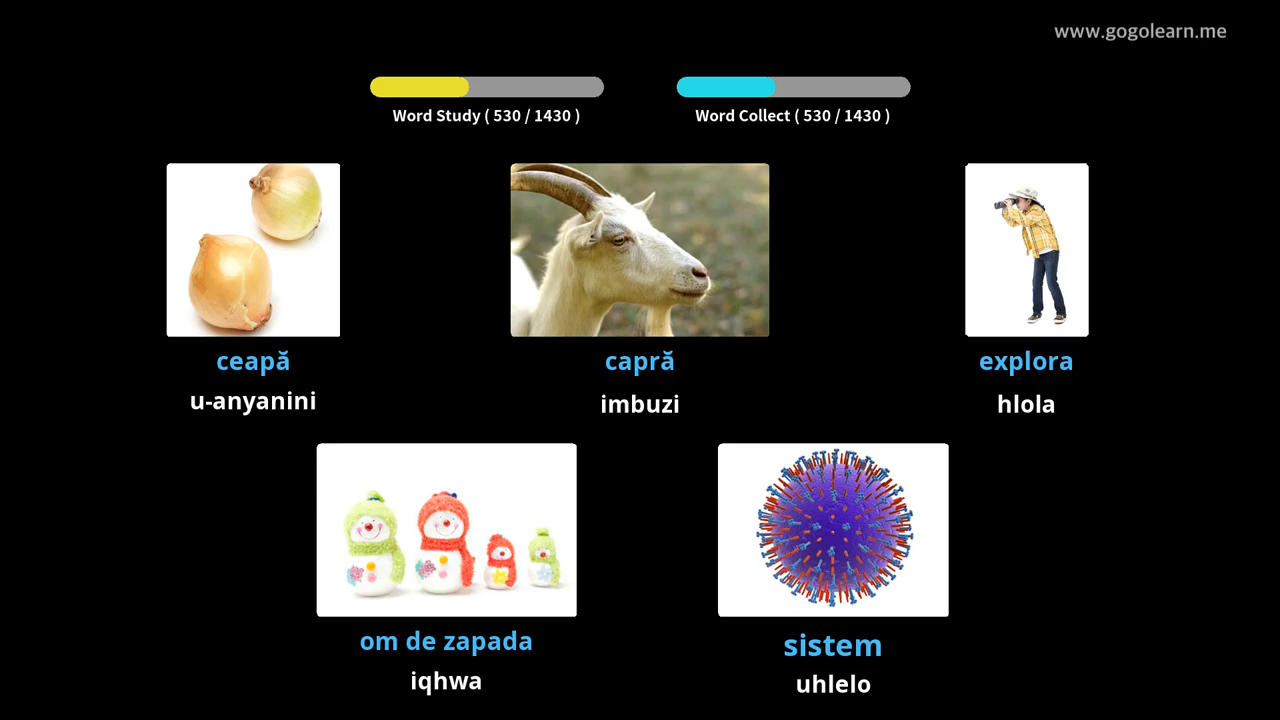 www.gogolearn.me
Word Study ( 530 / 1430 )
Word Collect ( 530 / 1430 )
ceapă
capră
explora
u-anyanini
imbuzi
hlola
om de zapada
sistem
iqhwa
uhlelo